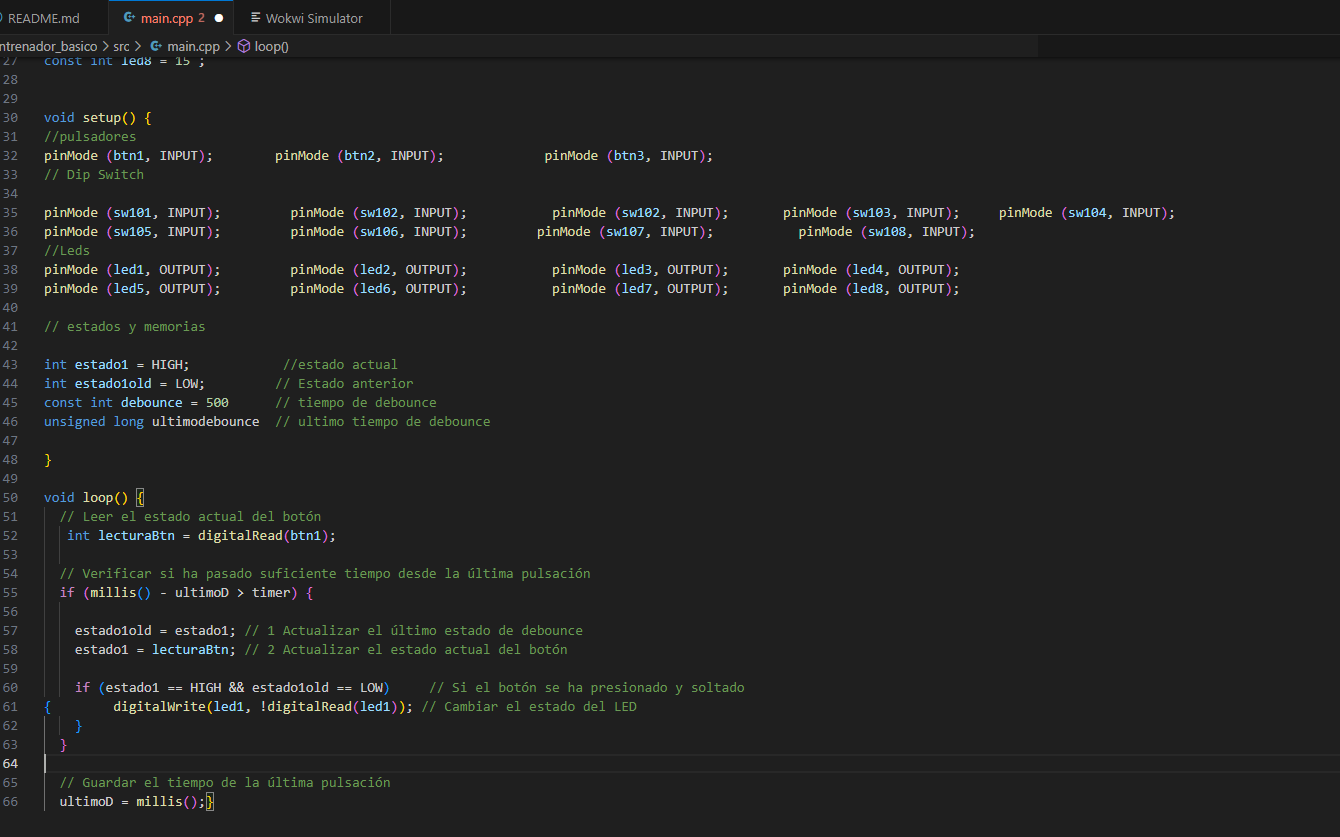 README.md main.cpp 2 Wokwi Simulator
ntrenador_basico > src > main.cpp > loop()
27 const int led8 = 15 ;
28
29
30 void setup() {
31 //pulsadores
32 pinMode (btn1, INPUT); pinMode (btn2, INPUT); pinMode (btn3, INPUT);
33 // Dip Switch
34
35 pinMode (sw101, INPUT); pinMode (sw102, INPUT); pinMode (sw102, INPUT); pinMode (sw103, INPUT); pinMode (sw104, INPUT);
36 pinMode (sw105, INPUT); pinMode (sw106, INPUT); pinMode (sw107, INPUT); pinMode (sw108, INPUT);
37 //Leds
38 pinMode (led1, OUTPUT); pinMode (led2, OUTPUT); pinMode (led3, OUTPUT); pinMode (led4, OUTPUT);
39 pinMode (led5, OUTPUT); pinMode (led6, OUTPUT); pinMode (led7, OUTPUT); pinMode (led8, OUTPUT);
40
41 // estados y memorias
42
43 int estado1 = HIGH; //estado actual
44 int estado1old = LOW; // Estado anterior
45 const int debounce = 500 // tiempo de debounce
46 unsigned long ultimodebounce // ultimo tiempo de debounce
47
48 }
49
50 void loop() {
51 // Leer el estado actual del botón
52 int lecturaBtn = digitalRead(btn1);
53
54 // Verificar si ha pasado suficiente tiempo desde la última pulsación
55 if (millis() - ultimoD > timer) {
56
57 estado1old = estado1; // 1 Actualizar el último estado de debounce
58 estado1 = lecturaBtn; // 2 Actualizar el estado actual del botón
59
60 if (estado1 == HIGH && estado1old == LOW) // Si el botón se ha presionado y soltado
61 { digitalWrite(led1, !digitalRead(led1)); // Cambiar el estado del LED
62 }
63 }
64
65 // Guardar el tiempo de la última pulsación
66 ultimoD = millis();}